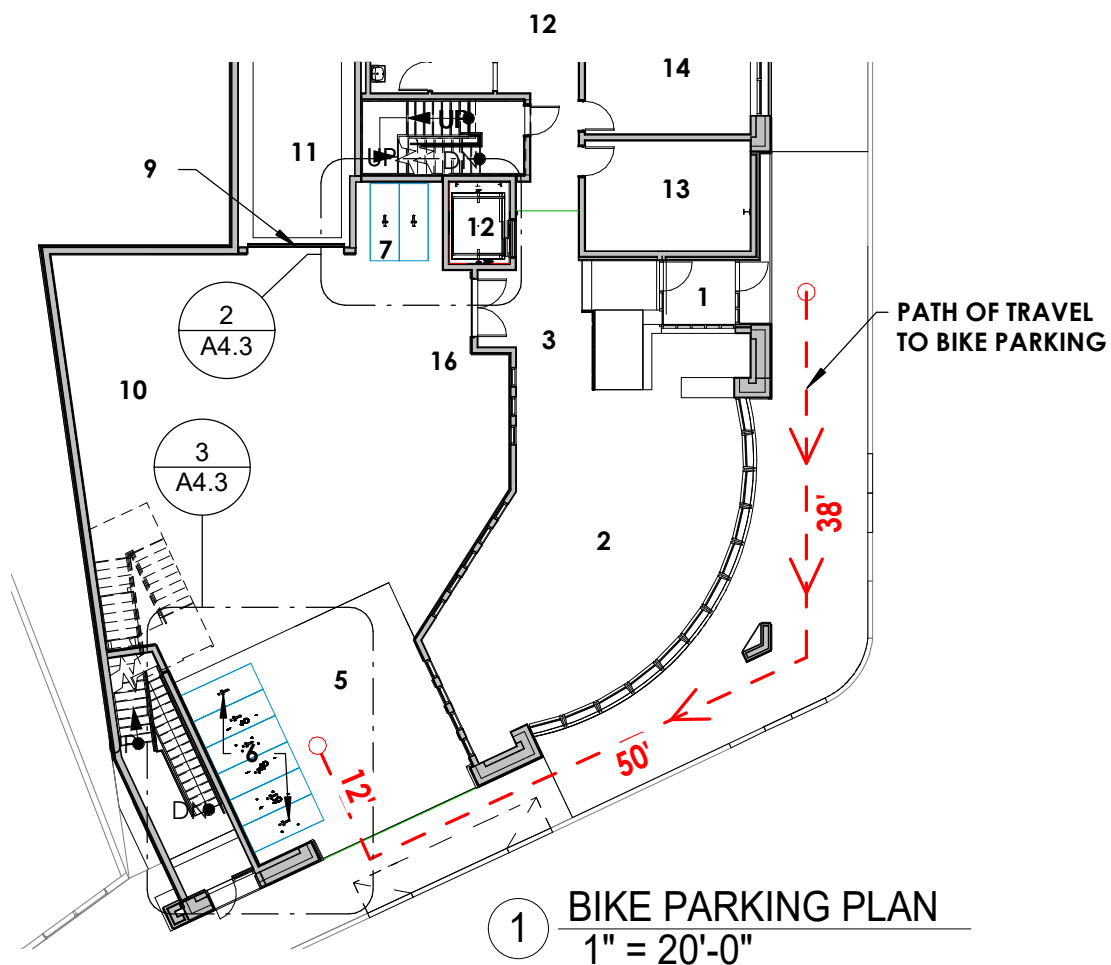 12
14
UP
11
9
UP
DN
13
12
7
1
2
A4.3
3
PATH OF TRAVEL
TO BIKE PARKING
16
10
3
A4.3
38'
2
5
6
50'
12'
DN
1
BIKE PARKING PLAN
1" = 20'-0"